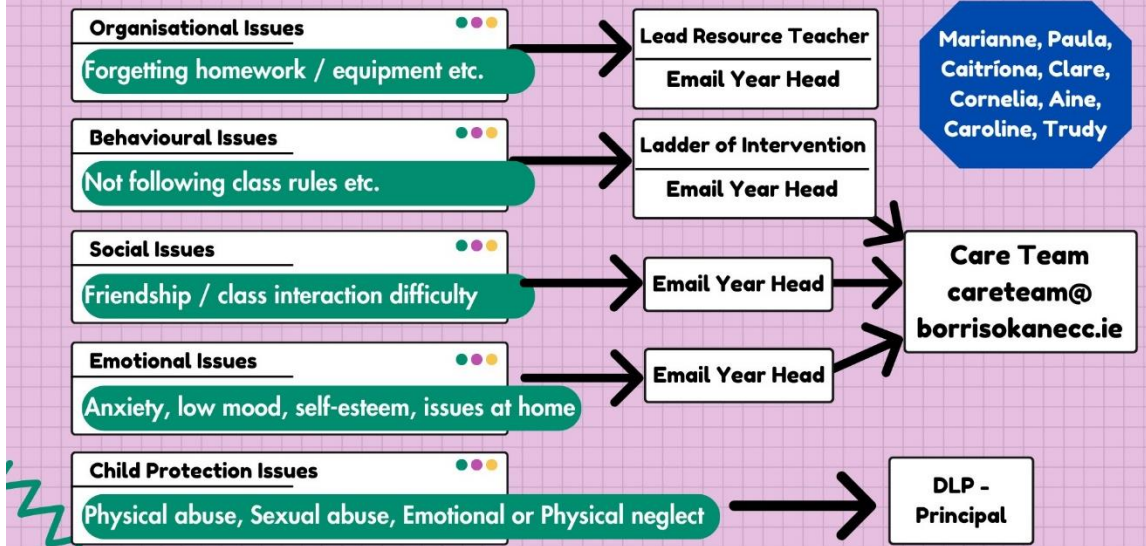 Organisational Issues
Forgetting homework / equipment etc.
Lead Resource Teacher
Email Year Head
Marianne, Paula,
Caitríona, Clare,
Cornelia, Aine,
Caroline, Trudy
Behavioural Issues
Not following class rules etc.
Ladder of Intervention
Email Year Head
Social Issues
Friendship / class interaction difficulty
Email Year Head
Care Team
careteam@
borrisokanecc.ie
Emotional Issues
Anxiety, low mood, self-esteem, issues at home
Email Year Head
Child Protection Issues
Physical abuse, Sexual abuse, Emotional or Physical neglect
DLP -
Principal